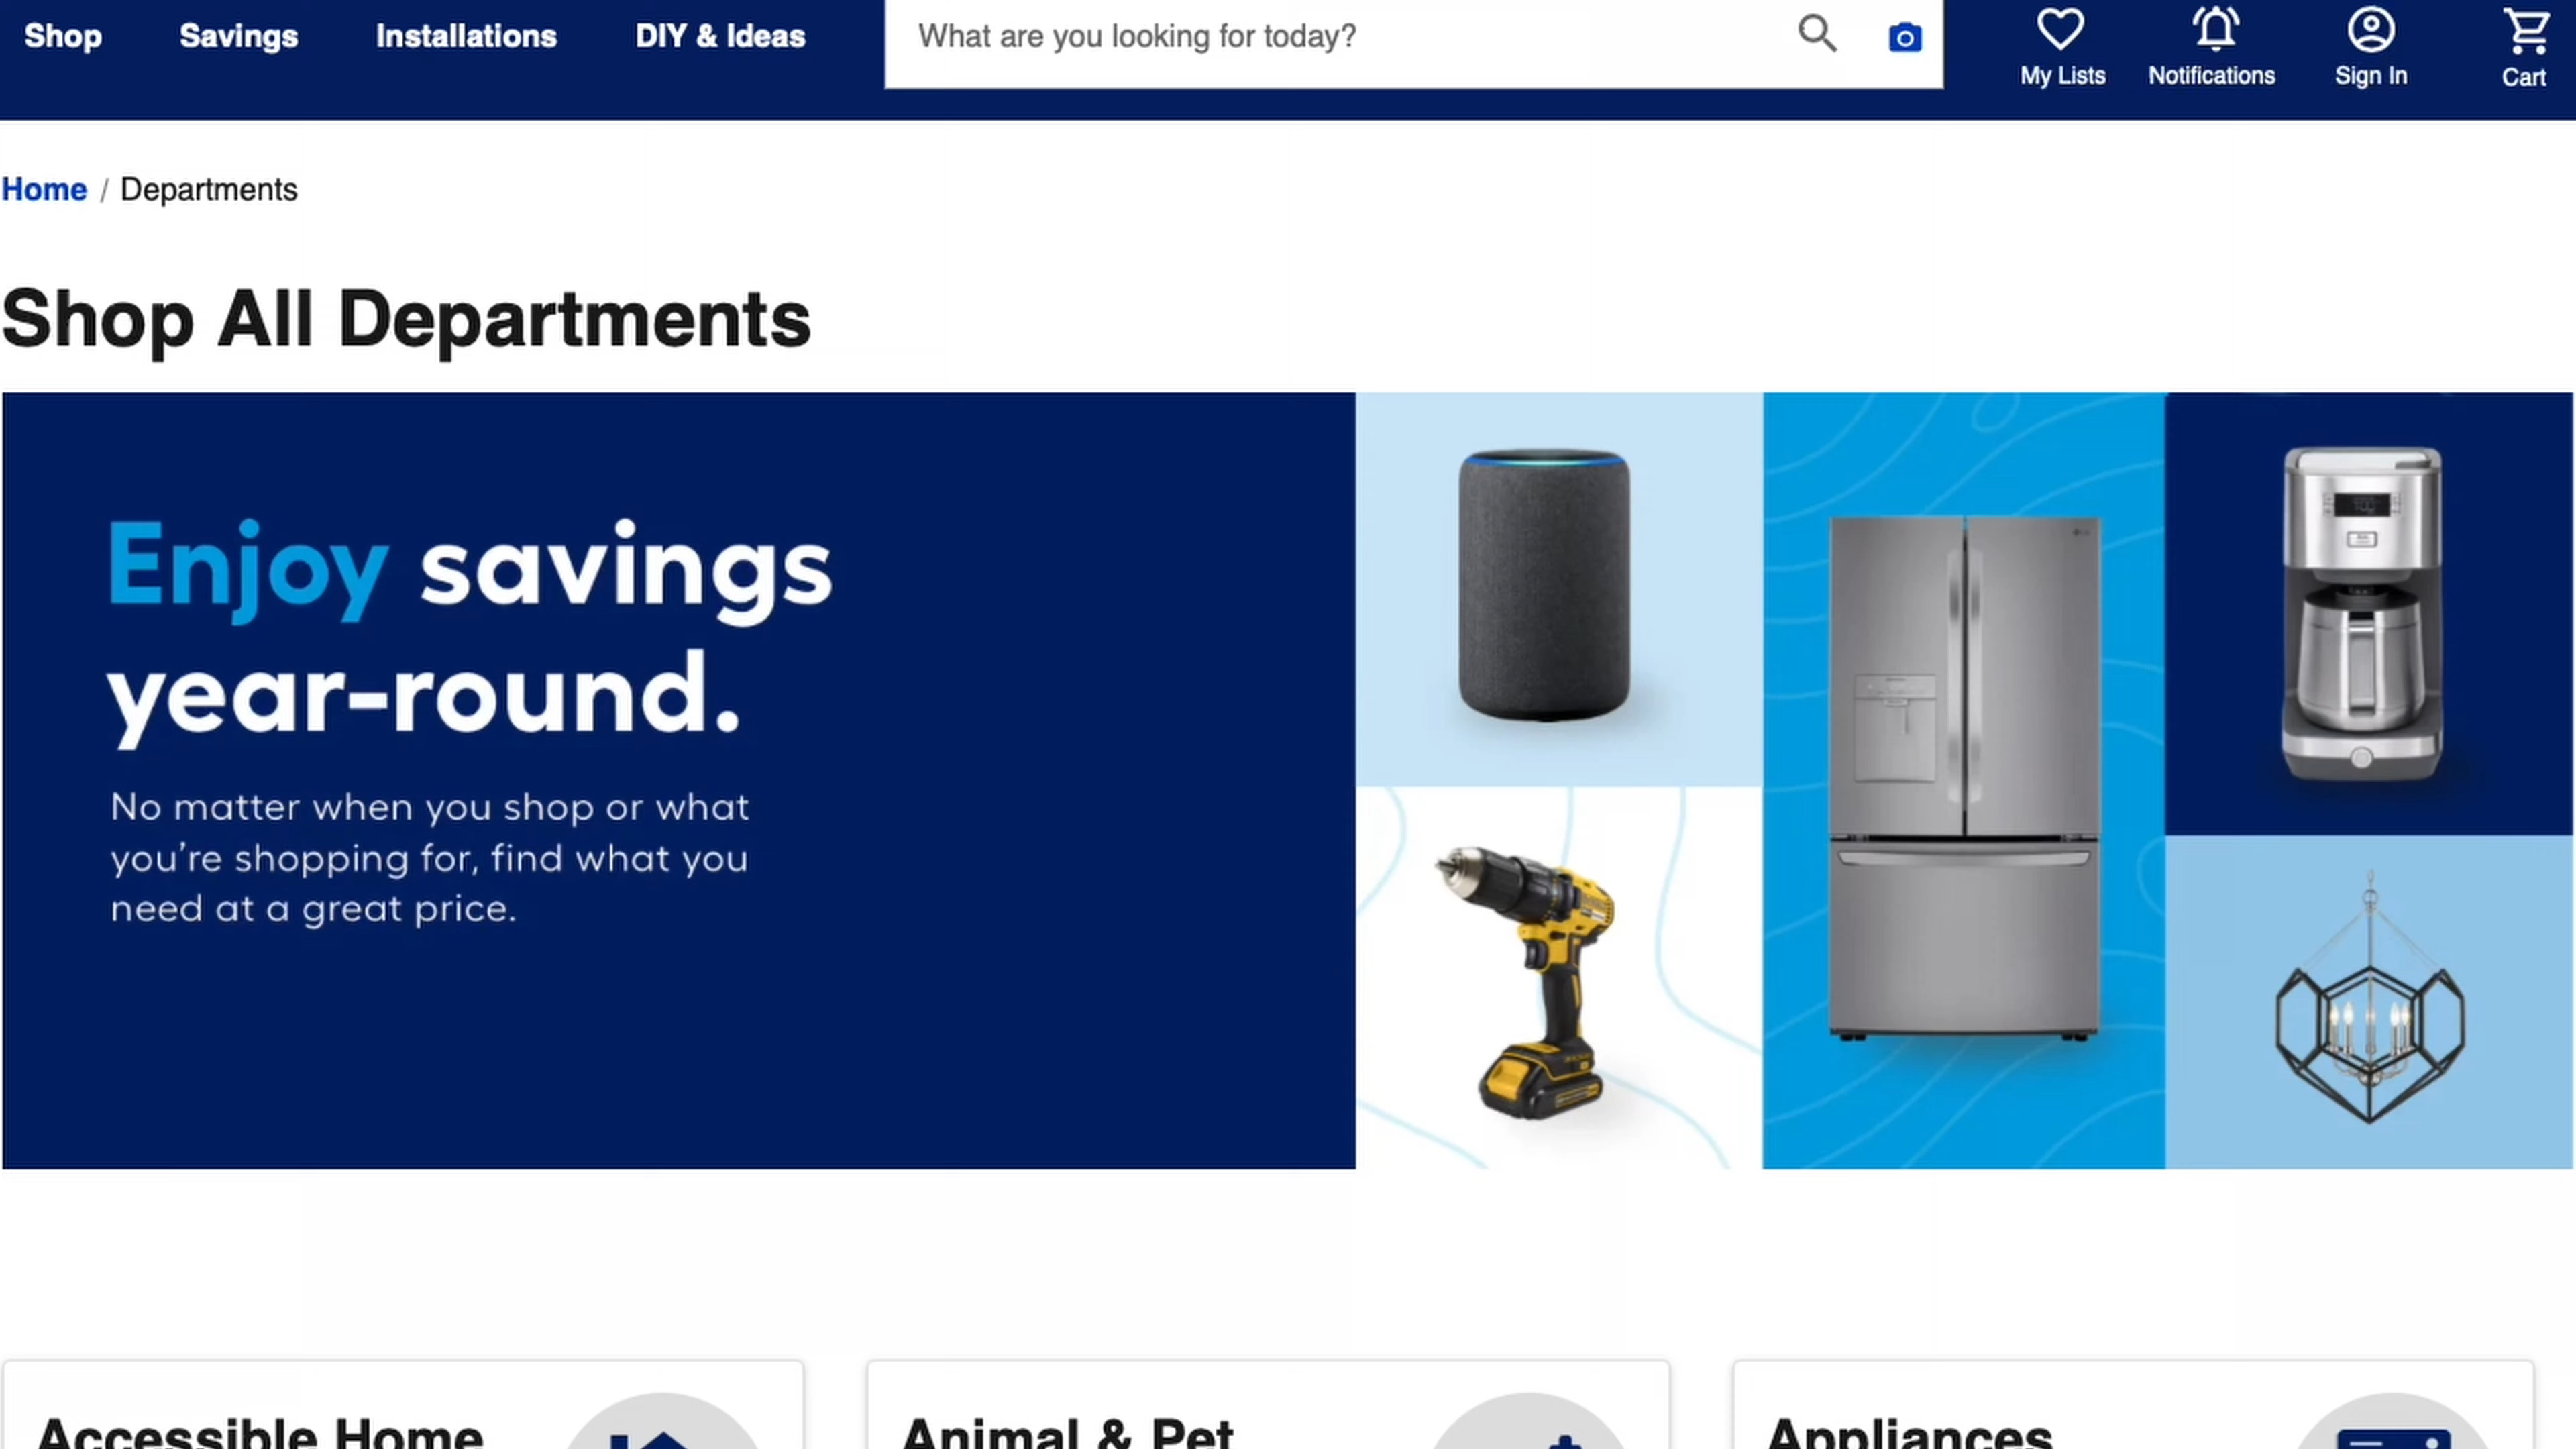 Shop Savings Installations DIY & Ideas What are you looking for today? My Lists Notifications Sign In Cart
Home / Departments
Shop All Departments
Enjoy savings
year-round.
No matter when you shop or what
you're shopping for, find what you
need at a great price.
Accessible Home Animal & Pet Appliances